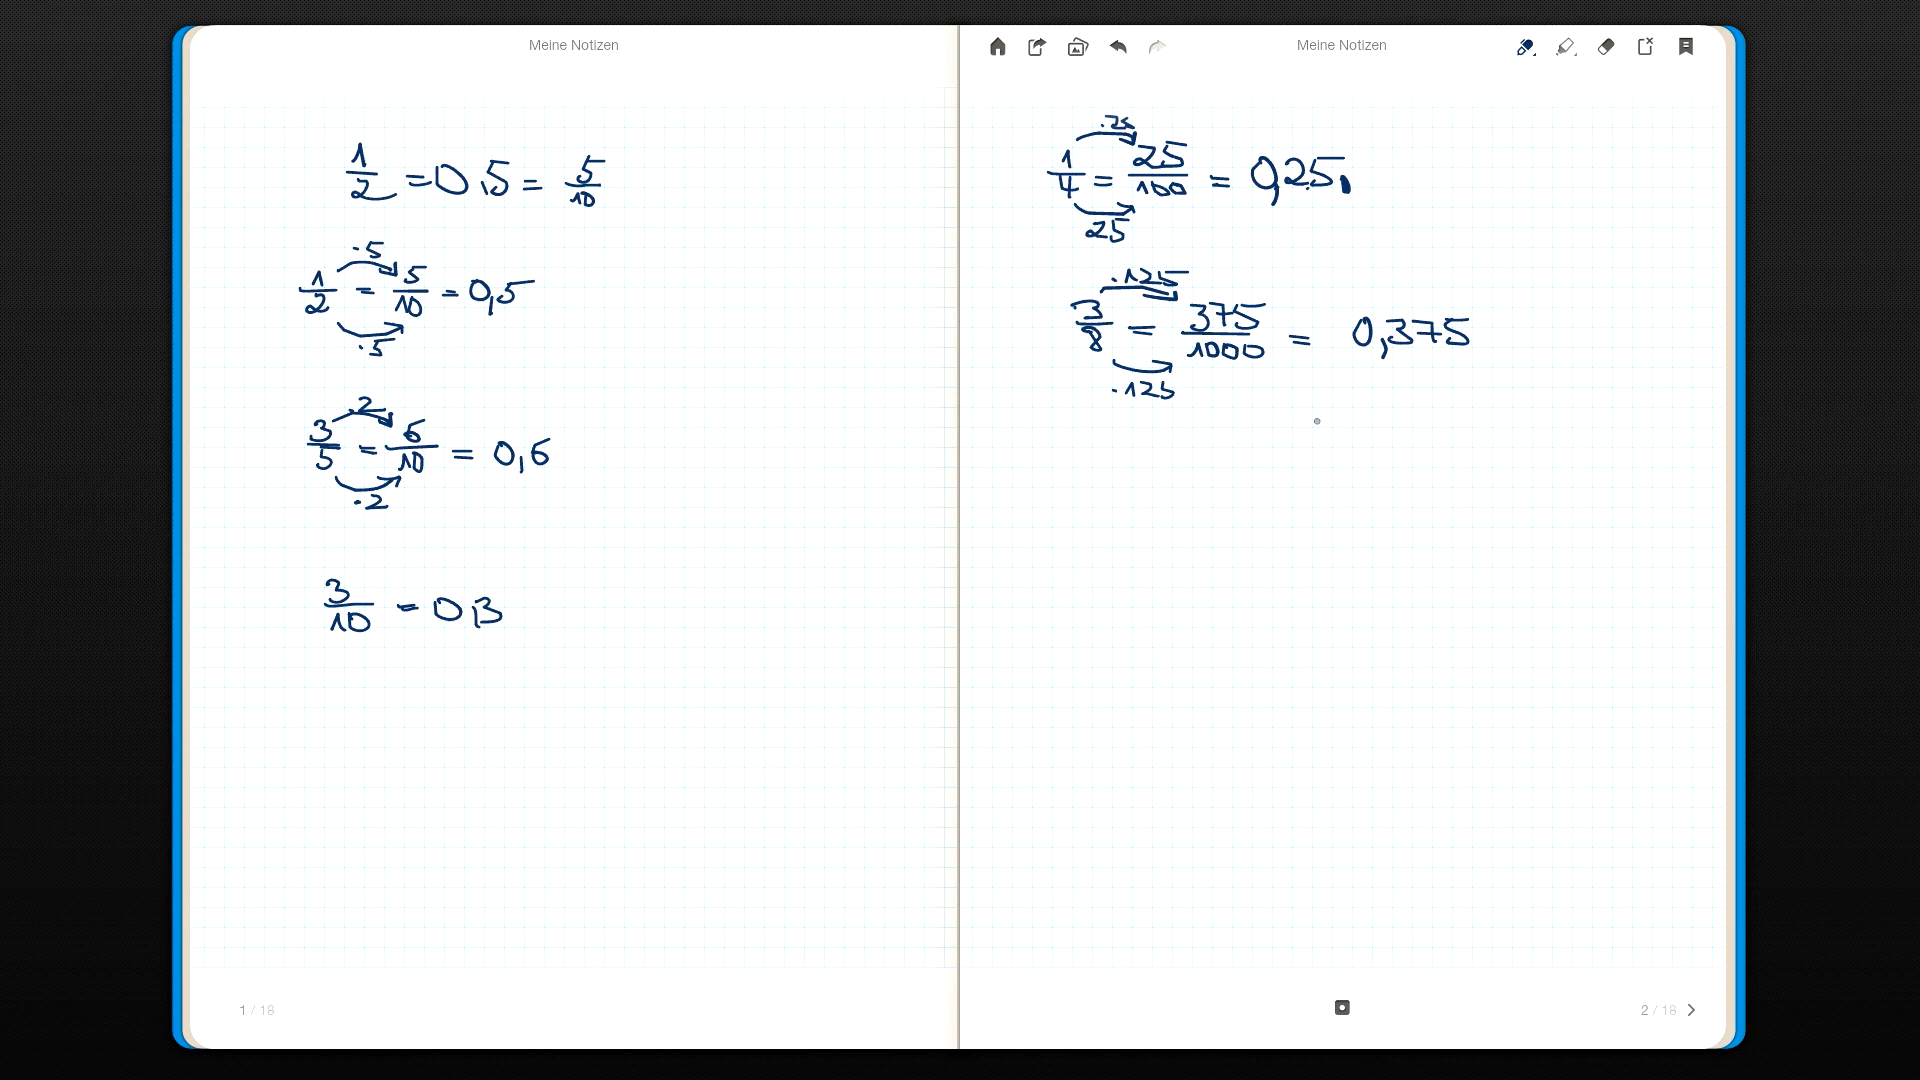 Meine Notizen
1/2 = 0,5 = 5/10
·5
1/2 = 5/10 = 0,5
·5
·2
3/5 = 6/10 = 0,6
·2
3/10 = 0,3
1 / 18
Meine Notizen
·25
1/4 = 25/100 = 0,25
25
·125
3/8 = 375/1000 = 0,375
·125
2 / 18